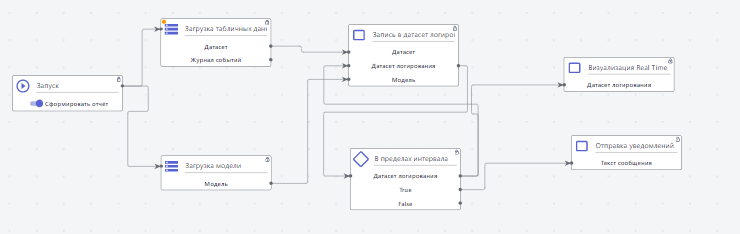 Запуск
Сформировать отчёт
Загрузка табличных дан
Датасет
Журнал событий
Загрузка модели
Модель
Запись в датасет логиро
Датасет
Датасет логирования
Модель
В пределах интервала
Датасет логирования
True
False
Визуализация Real Time
Датасет логирования
Отправка уведомлений
Текст сообщения